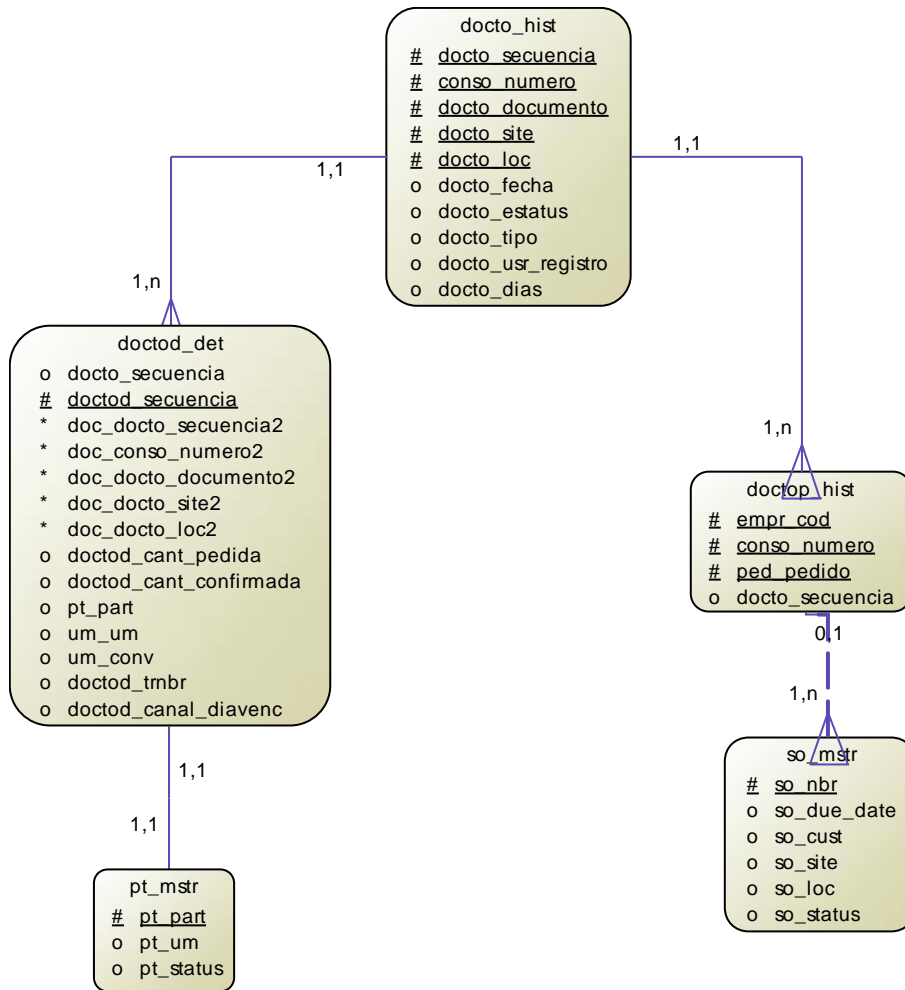 docto_hist
# docto_secuencia
# conso_numero
# docto_documento
# docto_site
# docto_loc
o docto_fecha
o docto_estatus
o docto_tipo
o docto_usr_registro
o docto_dias
1,1
1,1
1,n
1,n
doctod_det
o docto_secuencia
# doctod_secuencia
* doc_docto_secuencia2
* doc_conso_numero2
* doc_docto_documento2
* doc_docto_site2
* doc_docto_loc2
o doctod_cant_pedida
o doctod_cant_confirmada
o pt_part
o um_um
o um_conv
o doctod_trnbr
o doctod_canal_diavenc
doctop_hist
# empr_cod
# conso_numero
# ped_pedido
o docto_secuencia
0,1
1,n
1,1
1,1
so_mstr
# so_nbr
o so_due_date
o so_cust
o so_site
o so_loc
o so_status
pt_mstr
# pt_part
o pt_um
o pt_status